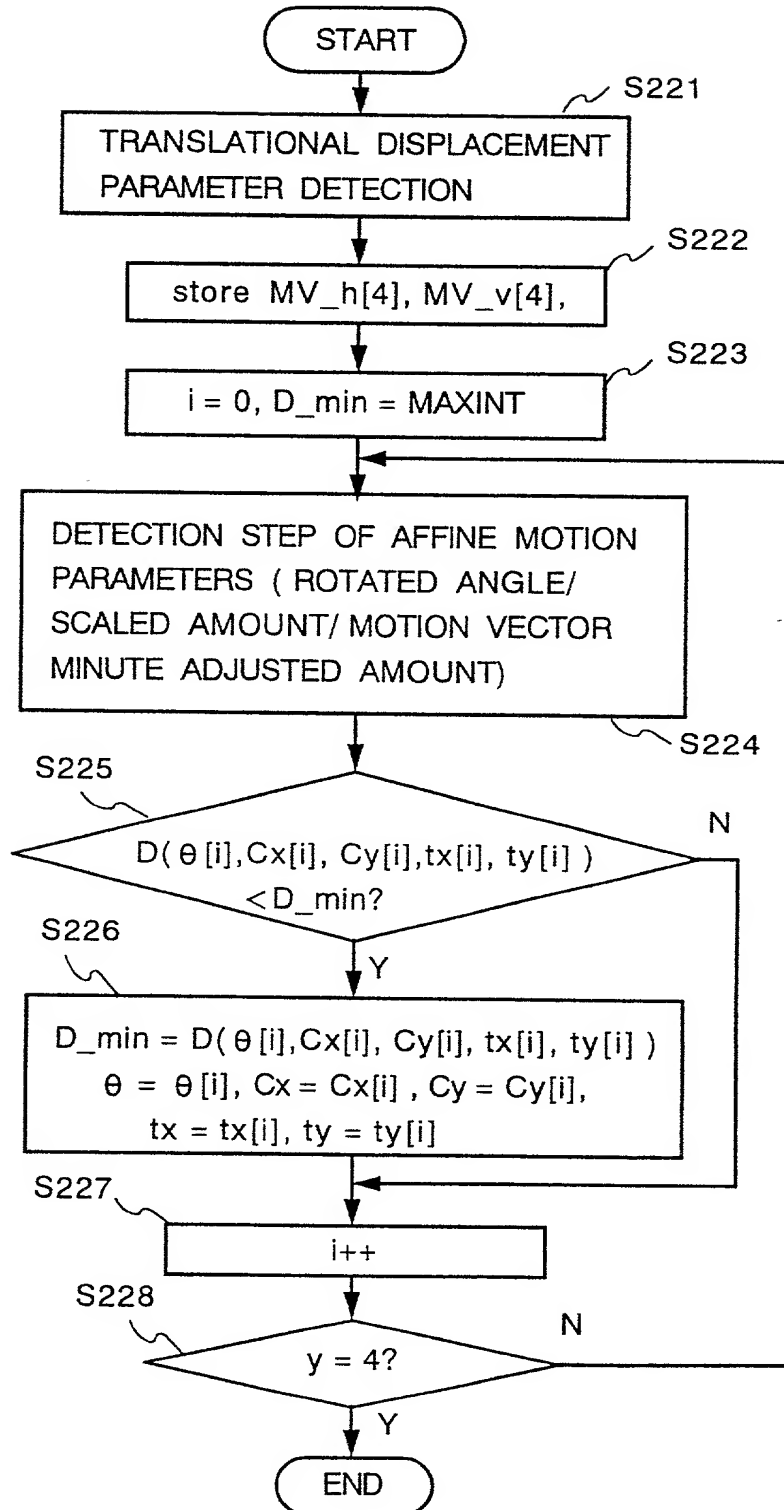 START
S221
TRANSLATIONAL DISPLACEMENT
PARAMETER DETECTION
S222
store MV_h[4], MV_v[4],
S223
i = 0, D_min = MAXINT
DETECTION STEP OF AFFINE MOTION
PARAMETERS ( ROTATED ANGLE/
SCALED AMOUNT/ MOTION VECTOR
MINUTE ADJUSTED AMOUNT)
S224
S225
N
D( θ[i],Cx[i], Cy[i],tx[i], ty[i] )
<D_min?
S226
Y
D_min = D( θ[i],Cx[i], Cy[i], tx[i], ty[i] )
θ = θ[i], Cx = Cx[i] , Cy = Cy[i],
tx = tx[i], ty = ty[i]
S227
i++
S228
N
y = 4?
Y
END